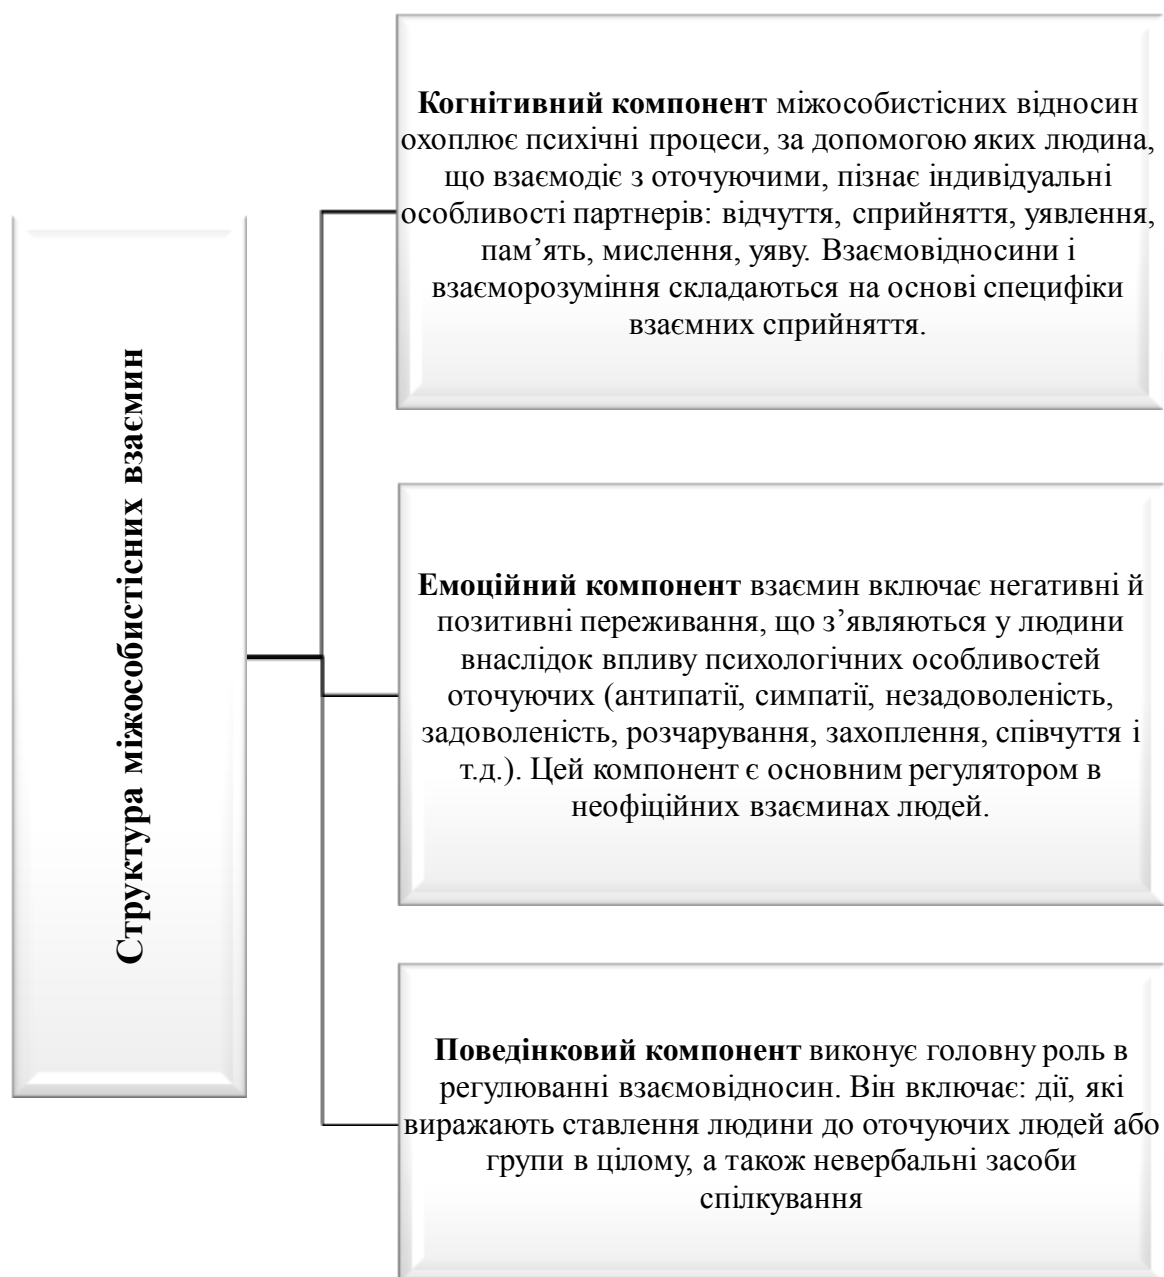 Структура міжособистісних взаємин
Когнітивний компонент міжособистісних відносин
охоплює психічні процеси, за допомогою яких людина,
що взаємодіє з оточуючими, пізнає індивідуальні
особливості партнерів: відчуття, сприйняття, уявлення,
пам’ять, мислення, уяву. Взаємовідносини і
взаєморозуміння складаються на основі специфіки
взаємних сприйняття.
Емоційний компонент взаємин включає негативні й
позитивні переживання, що з’являються у людини
внаслідок впливу психологічних особливостей
оточуючих (антипатії, симпатії, незадоволеність,
задоволеність, розчарування, захоплення, співчуття і
т.д.). Цей компонент є основним регулятором в
неофіційних взаєминах людей.
Поведінковий компонент виконує головну роль в
регулюванні взаємовідносин. Він включає: дії, які
виражають ставлення людини до оточуючих людей або
групи в цілому, а також невербальні засоби
спілкування